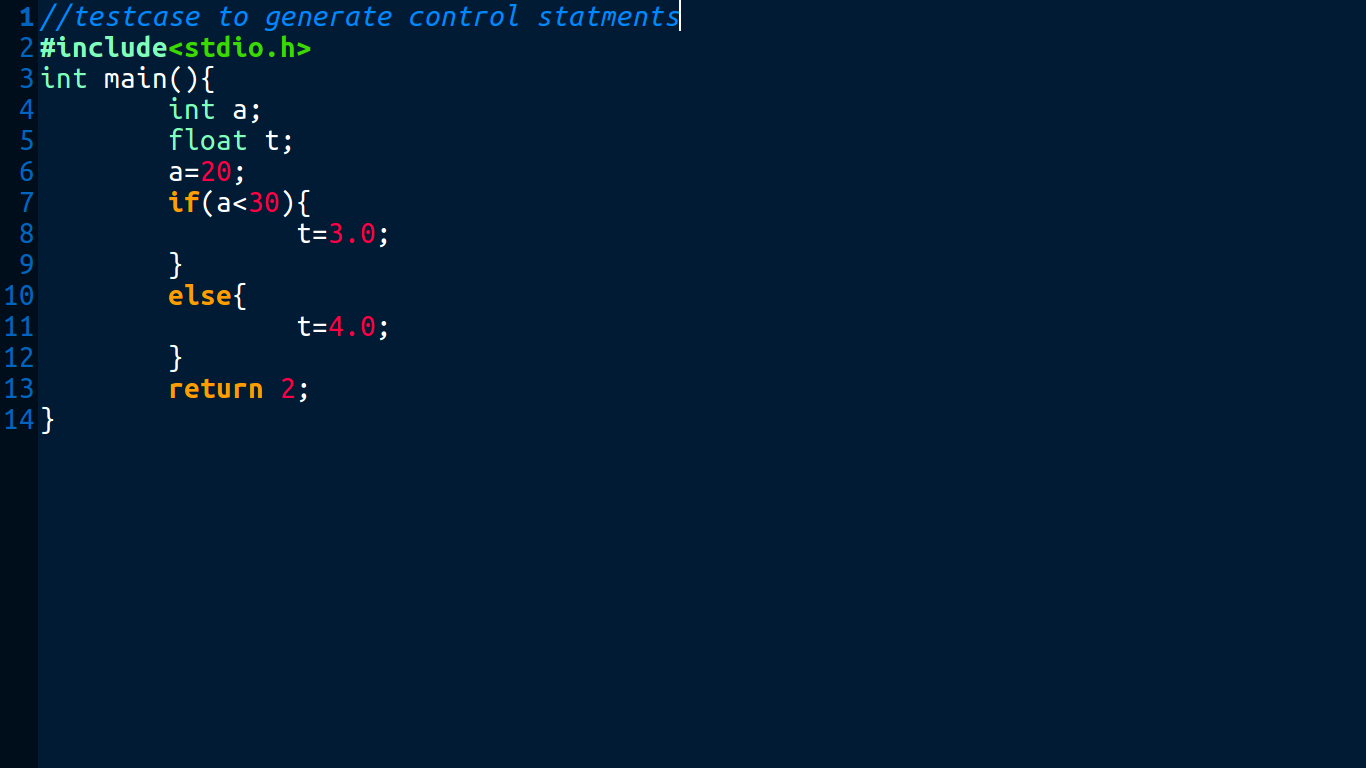 1 //testcase to generate control statments
2 #include<stdio.h>
3 int main(){
4         int a;
5         float t;
6         a=20;
7         if(a<30){
8                 t=3.0;
9         }
10         else{
11                 t=4.0;
12         }
13         return 2;
14 }